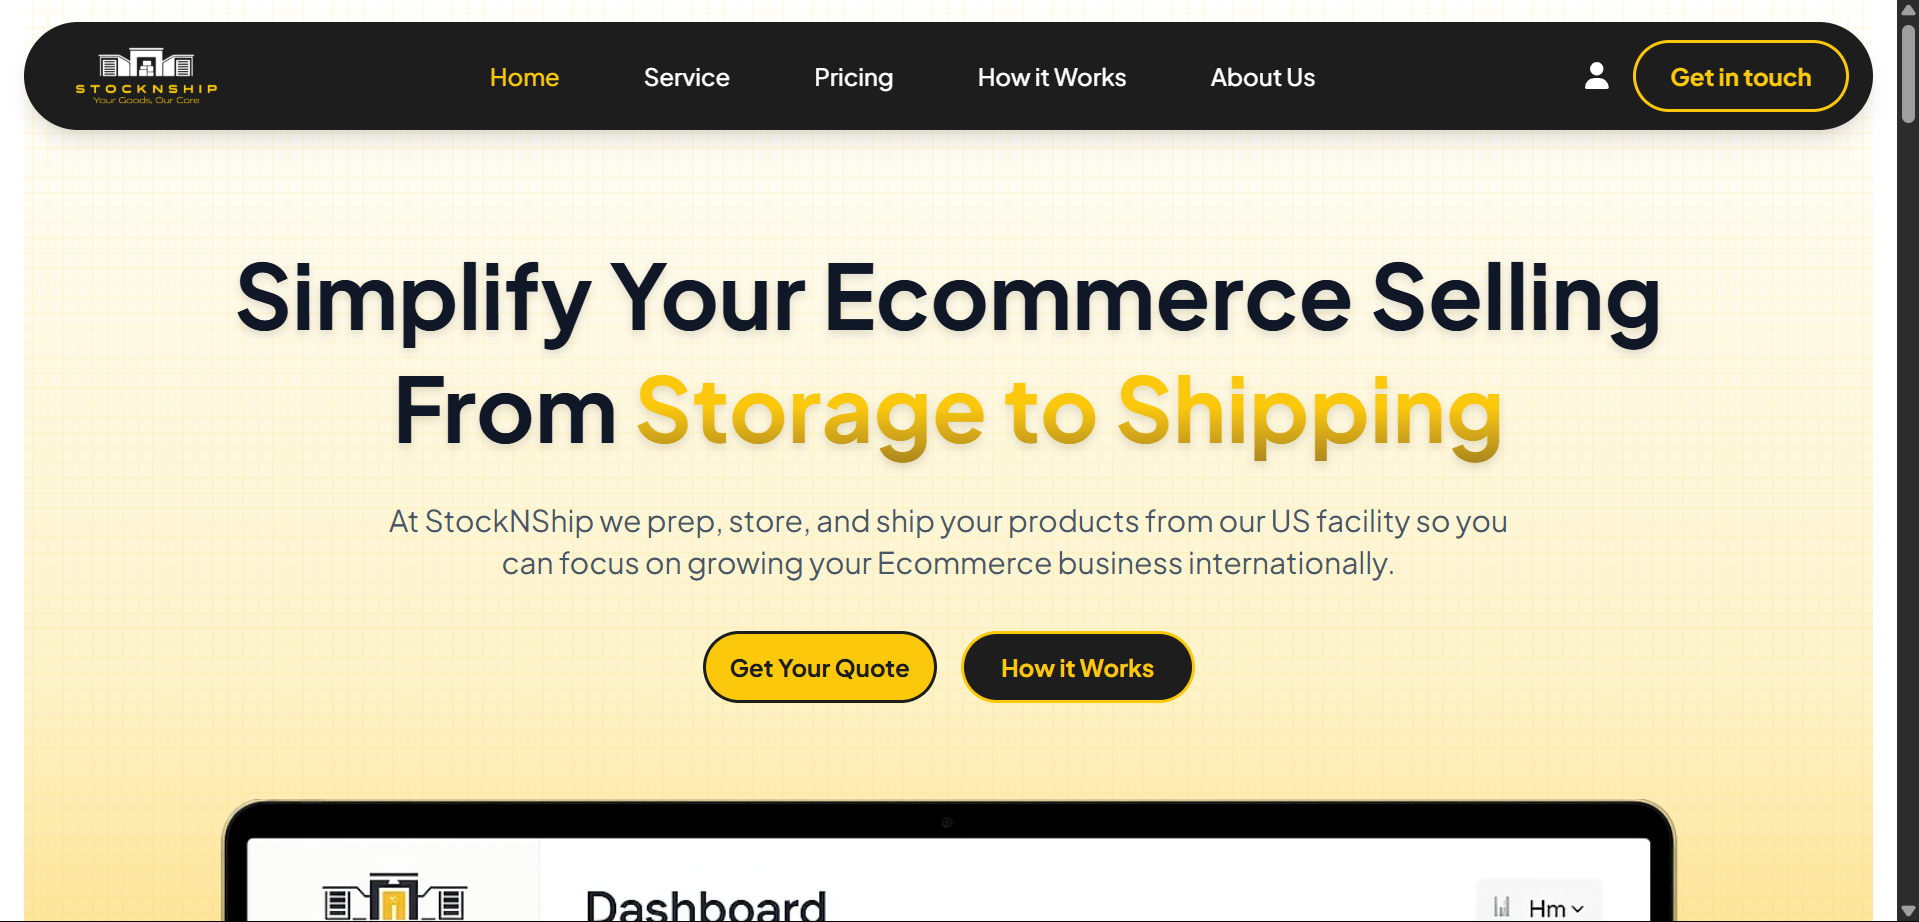 STOCKNSHIP
Your Goods, Our Care
Home
Service
Pricing
How it Works
About Us
Get in touch
Simplify Your Ecommerce Selling
From Storage to Shipping
At StockNShip we prep, store, and ship your products from our US facility so you
can focus on growing your Ecommerce business internationally.
Get Your Quote
How it Works
Dashboard
Hm